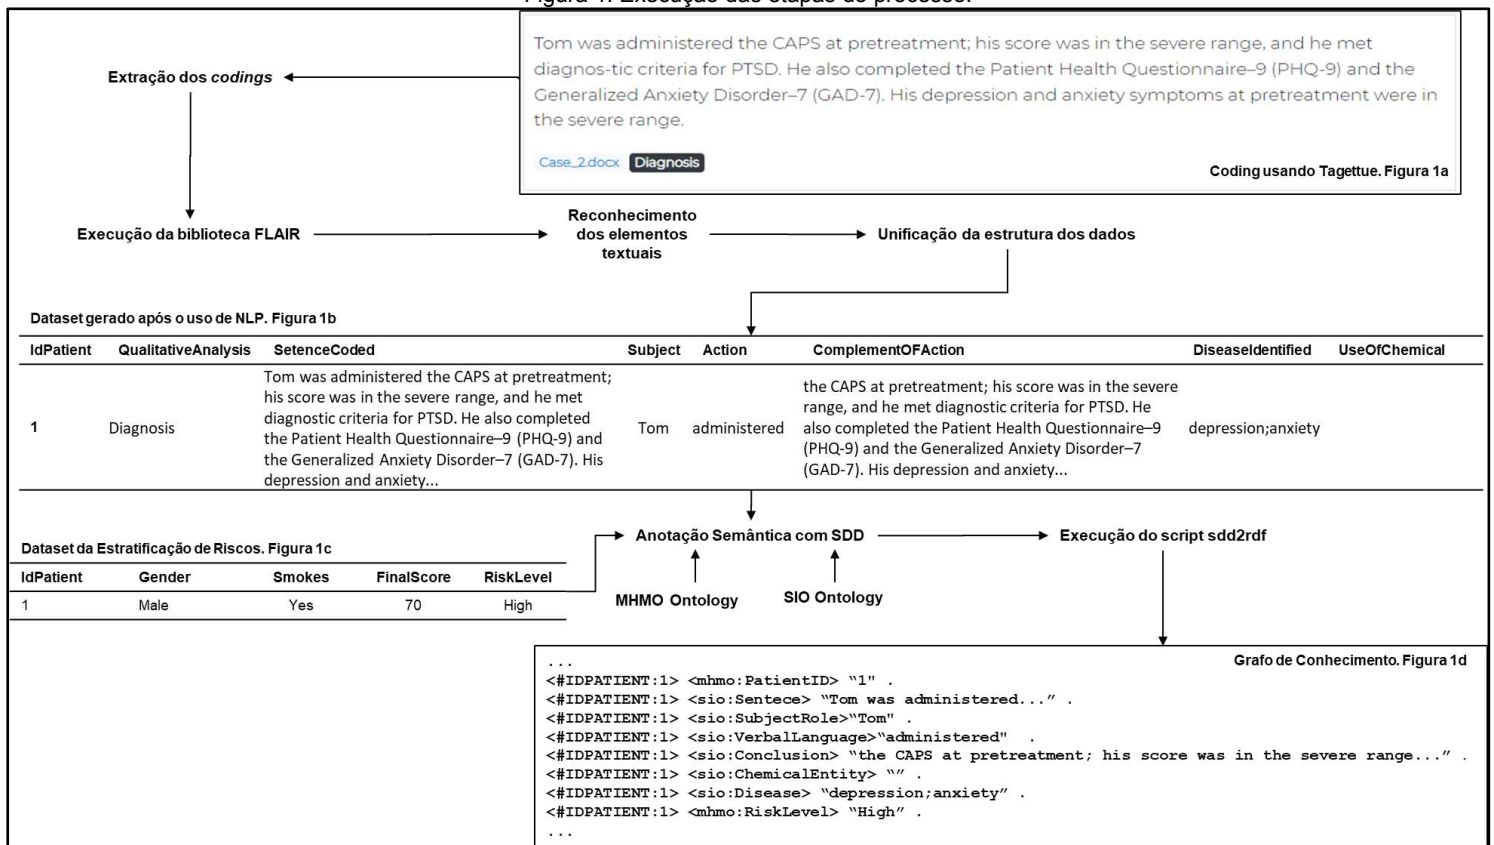 Figura 1. Execução das etapas do processo.
Tom was administered the CAPS at pretreatment; his score was in the severe range, and he met
diagnos-tic criteria for PTSD. He also completed the Patient Health Questionnaire–9 (PHQ-9) and the
Generalized Anxiety Disorder–7 (GAD-7). His depression and anxiety symptoms at pretreatment were in
the severe range.
Case_2.docx Diagnosis
Coding usando Tagettue. Figura 1a
Extração dos codings
Execução da biblioteca FLAIR
Reconhecimento
dos elementos
textuais
Unificação da estrutura dos dados
Dataset gerado após o uso de NLP. Figura 1b
IdPatient QualitativeAnalysis SetenceCoded Subject Action ComplementOFAction DiseaseIdentified UseOfChemical
1
Diagnosis
Tom was administered the CAPS at pretreatment;
his score was in the severe range, and he met
diagnostic criteria for PTSD. He also completed
the Patient Health Questionnaire–9 (PHQ-9) and
the Generalized Anxiety Disorder–7 (GAD-7). His
depression and anxiety...
Tom
administered
the CAPS at pretreatment; his score was in the severe
range, and he met diagnostic criteria for PTSD. He
also completed the Patient Health Questionnaire–9
(PHQ-9) and the Generalized Anxiety Disorder–7
(GAD-7). His depression and anxiety...
depression;anxiety
Anotação Semântica com SDD
Execução do script sdd2rdf
MHMO Ontology
SIO Ontology
Dataset da Estratificação de Riscos. Figura 1c
IdPatient Gender Smokes FinalScore RiskLevel
1 Male Yes 70 High
Grafo de Conhecimento. Figura 1d
...
<#IDPATIENT:1> <mhmo:PatientID> “1" .
<#IDPATIENT:1> <sio:Sentece> “Tom was administered...” .
<#IDPATIENT:1> <sio:SubjectRole>“Tom" .
<#IDPATIENT:1> <sio:VerbalLanguage>“administered" .
<#IDPATIENT:1> <sio:Conclusion> “the CAPS at pretreatment; his score was in the severe range...” .
<#IDPATIENT:1> <sio:ChemicalEntity> “” .
<#IDPATIENT:1> <sio:Disease> “depression;anxiety” .
<#IDPATIENT:1> <mhmo:RiskLevel> “High” .
...